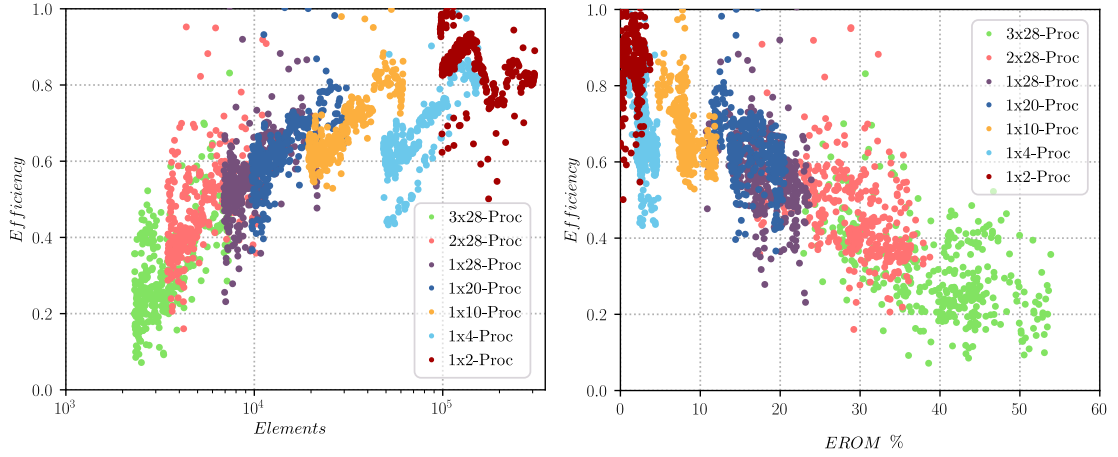 1.0
0.8
0.6
0.4
0.2
0.0
Efficiency
10³
10⁴
10⁵
Elements
3x28-Proc
2x28-Proc
1x28-Proc
1x20-Proc
1x10-Proc
1x4-Proc
1x2-Proc
1.0
0.8
0.6
0.4
0.2
0.0
Efficiency
0
10
20
30
40
50
60
EROM %
3x28-Proc
2x28-Proc
1x28-Proc
1x20-Proc
1x10-Proc
1x4-Proc
1x2-Proc